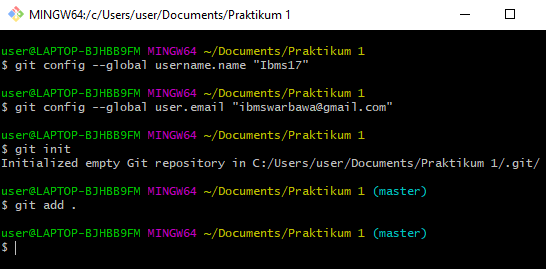 MINGW64:/c/Users/user/Documents/Praktikum 1
user@LAPTOP-BJHBB9FM MINGW64 ~/Documents/Praktikum 1
$ git config --global username.name "Ibms17"
user@LAPTOP-BJHBB9FM MINGW64 ~/Documents/Praktikum 1
$ git config --global user.email "ibmswarbawa@gmail.com"
user@LAPTOP-BJHBB9FM MINGW64 ~/Documents/Praktikum 1
$ git init
Initialized empty Git repository in C:/Users/user/Documents/Praktikum 1/.git/
user@LAPTOP-BJHBB9FM MINGW64 ~/Documents/Praktikum 1 (master)
$ git add .
user@LAPTOP-BJHBB9FM MINGW64 ~/Documents/Praktikum 1 (master)
$